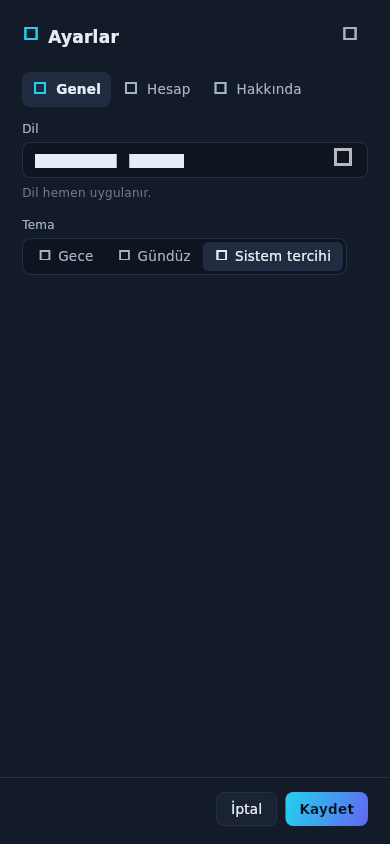 Ayarlar
Genel Hesap Hakkında
Dil
Dil hemen uygulanır.
Tema
Gece Gündüz Sistem tercihi
İptal Kaydet